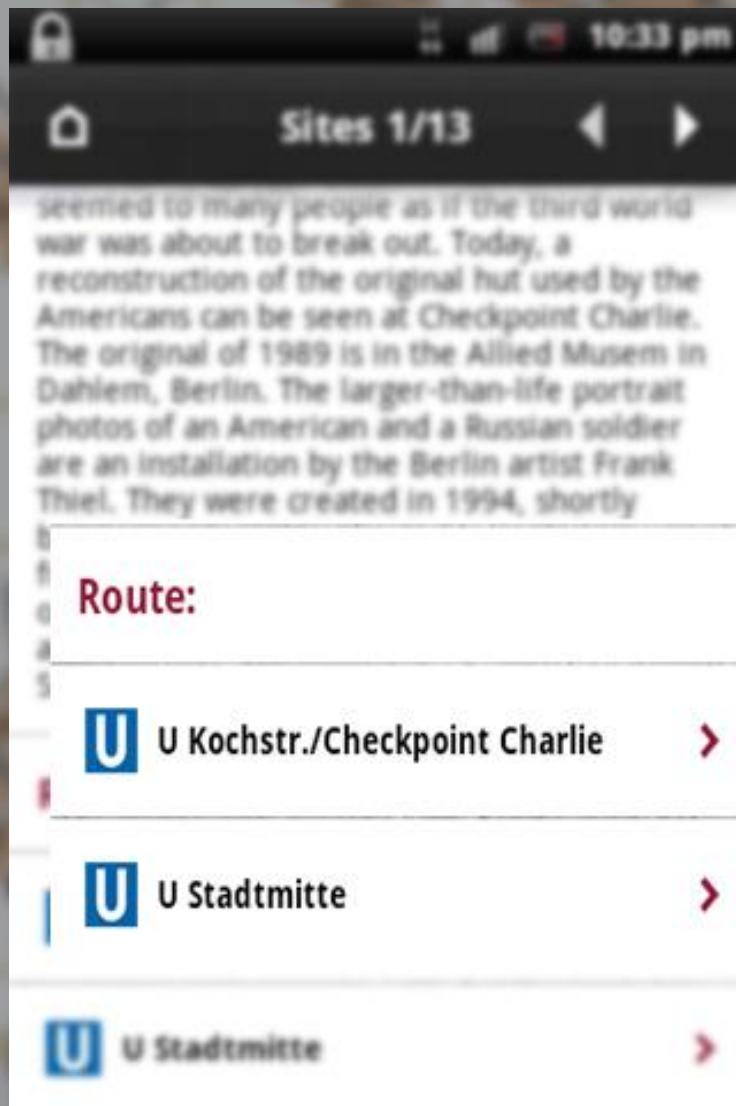 10:33 pm
Sites 1/13
seemed to many people as if the third world
war was about to break out. Today, a
reconstruction of the original hut used by the
Americans can be seen at Checkpoint Charlie.
The original of 1989 is in the Allied Musem in
Dahlem, Berlin. The larger-than-life portrait
photos of an American and a Russian soldier
are an installation by the Berlin artist Frank
Thiel. They were created in 1994, shortly
Route:
U U Kochstr./Checkpoint Charlie
U U Stadtmitte
U U Stadtmitte